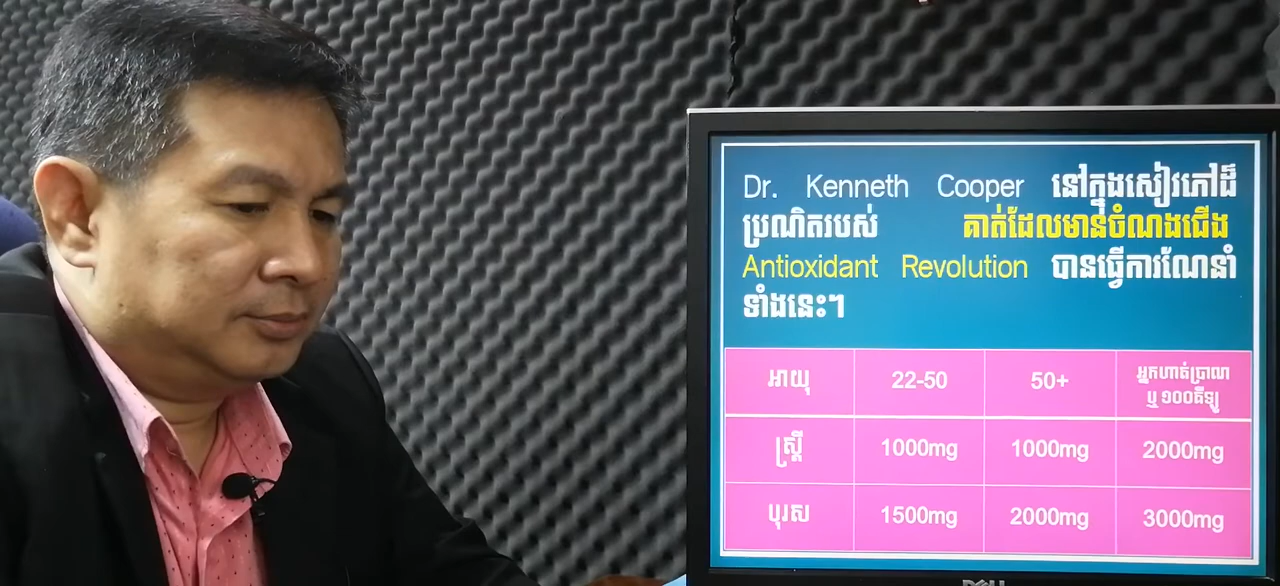 Dr. Kenneth Cooper នៅក្នុងសៀវភៅដ៏
ប្រណិតរបស់ គាត់ដែលមានចំណងជើង
Antioxidant Revolution បានធ្វើការណែនាំ
ទាំងនេះៗ
អាយុ 22-50 50+ អ្នកហាត់ប្រាណ
ឬ ១០០គីឡូ
ស្ត្រី 1000mg 1000mg 2000mg
បុរស 1500mg 2000mg 3000mg
DELL